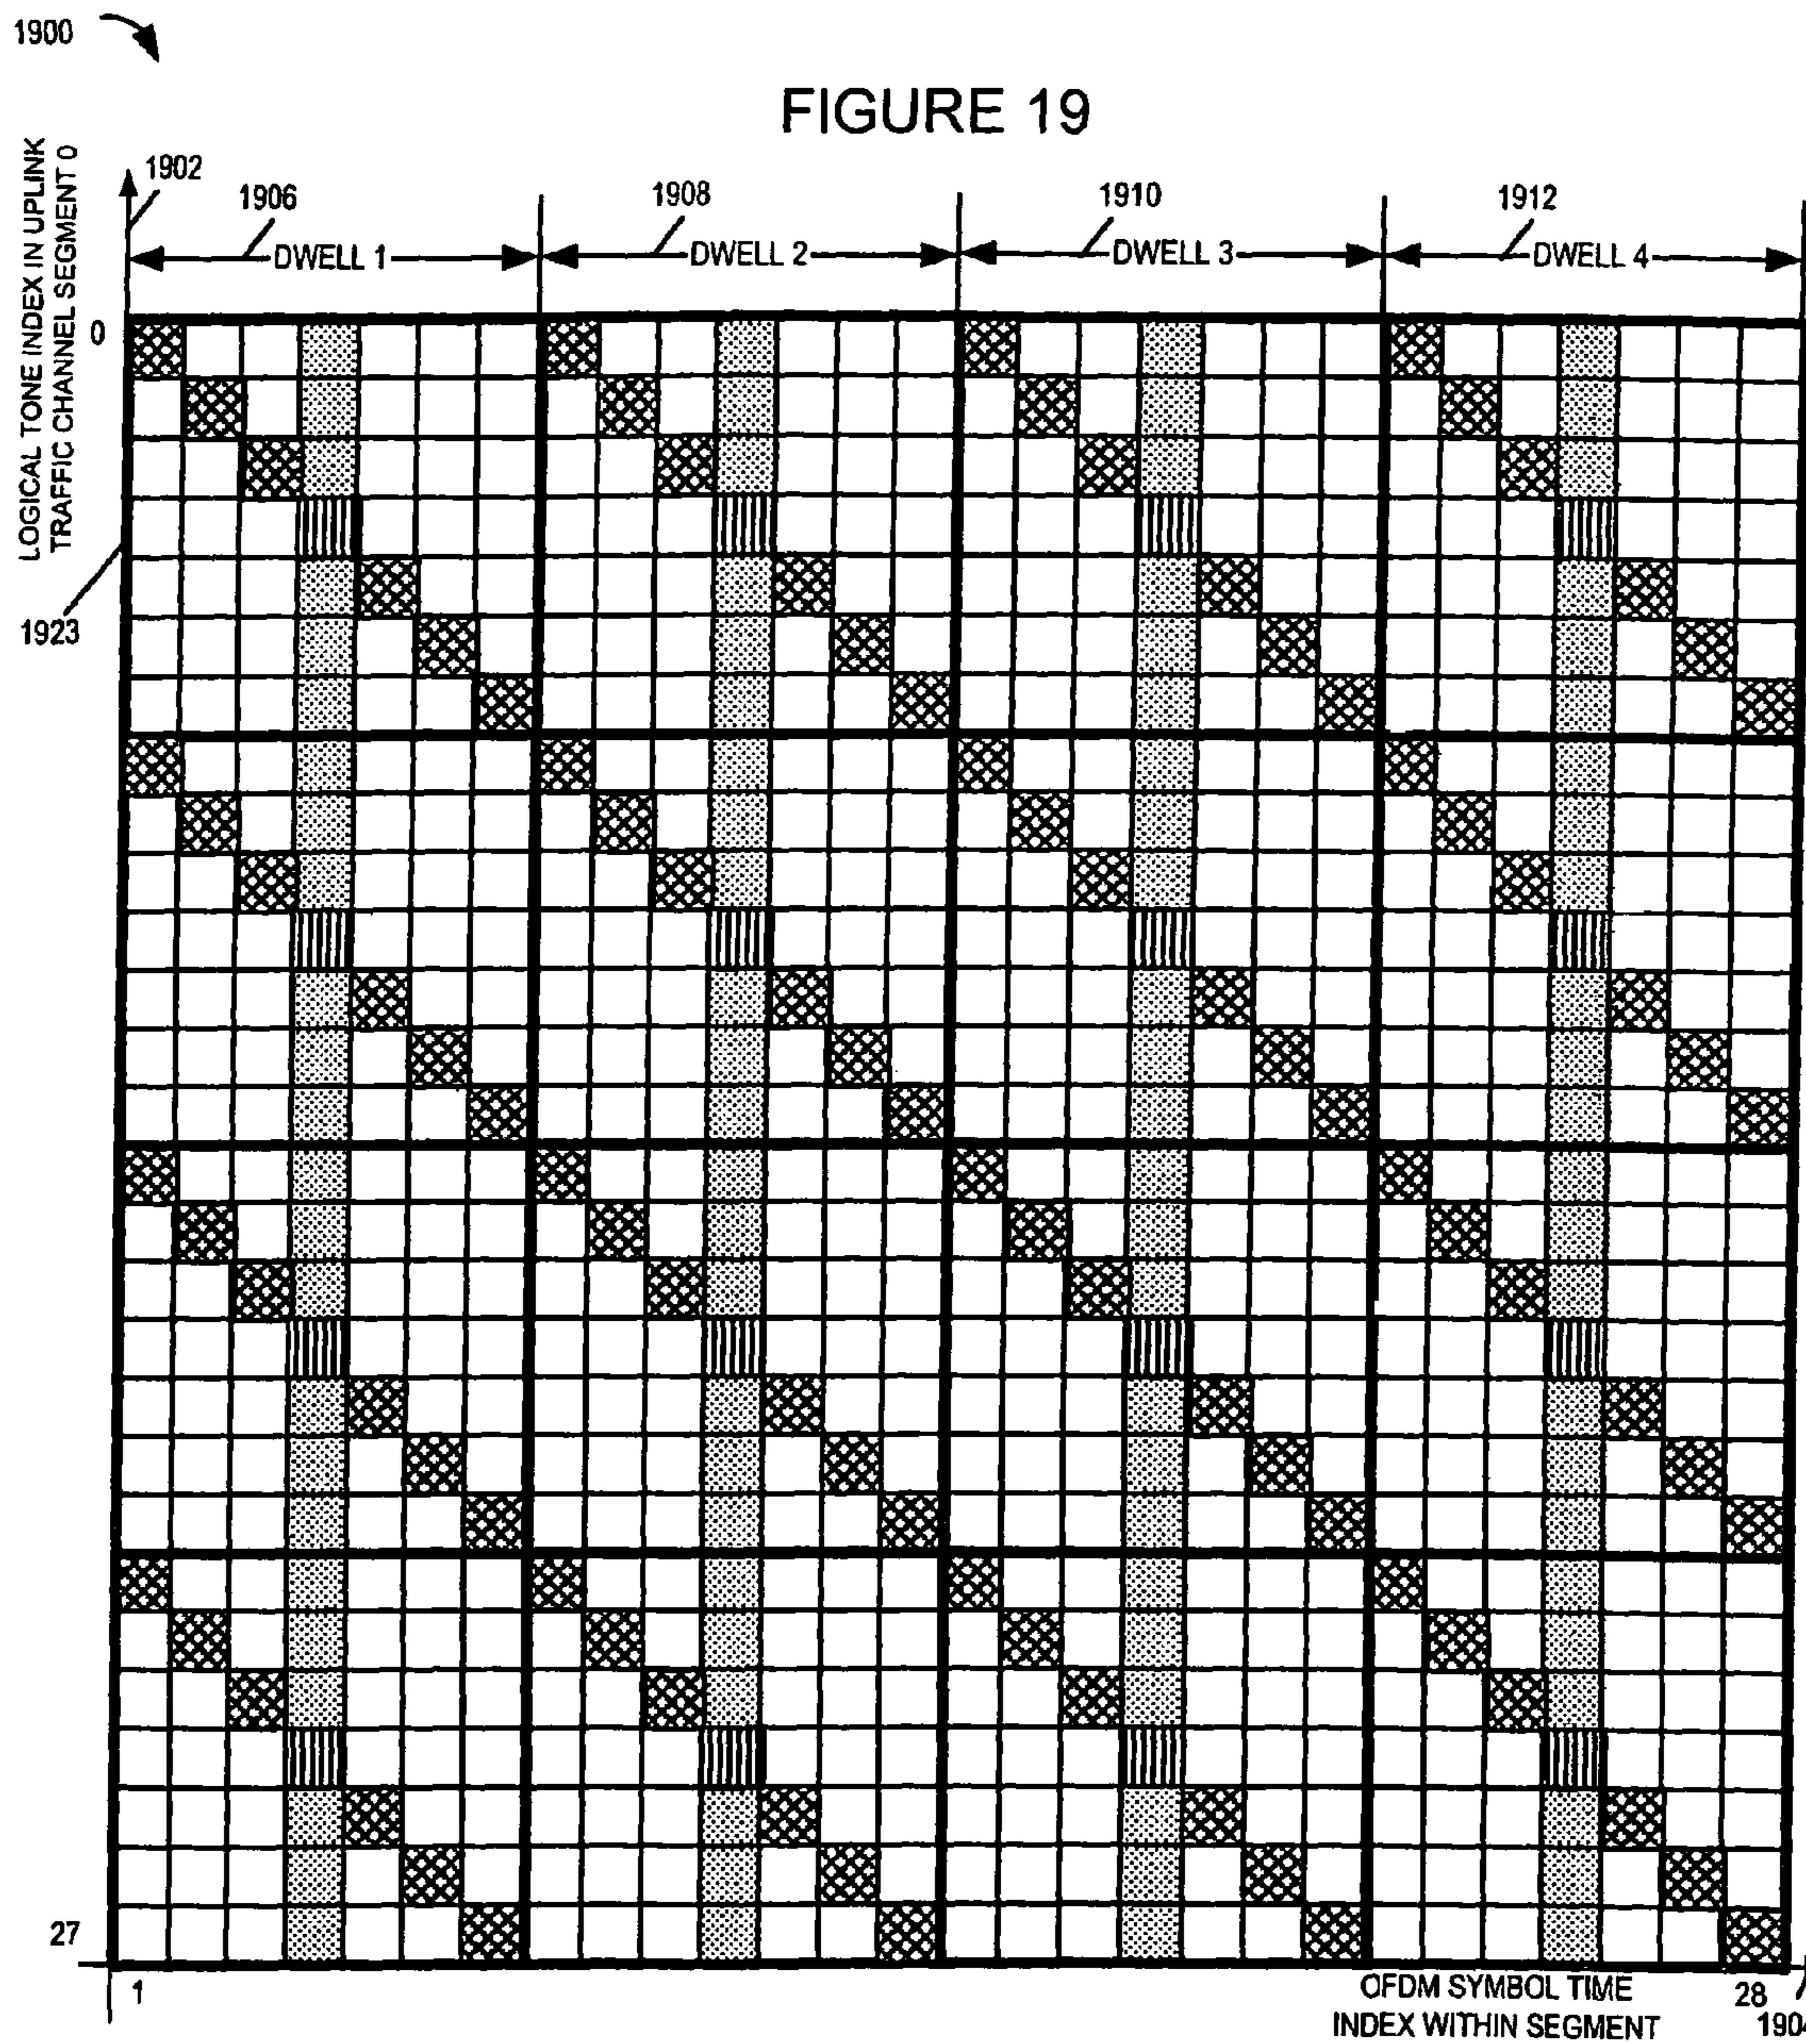 1900
FIGURE 19
LOGICAL TONE INDEX IN UPLINK
TRAFFIC CHANNEL SEGMENT 0
1902
1906
1908
1910
1912
DWELL 1
DWELL 2
DWELL 3
DWELL 4
0
1923
27
1
OFDM SYMBOL TIME
INDEX WITHIN SEGMENT
28